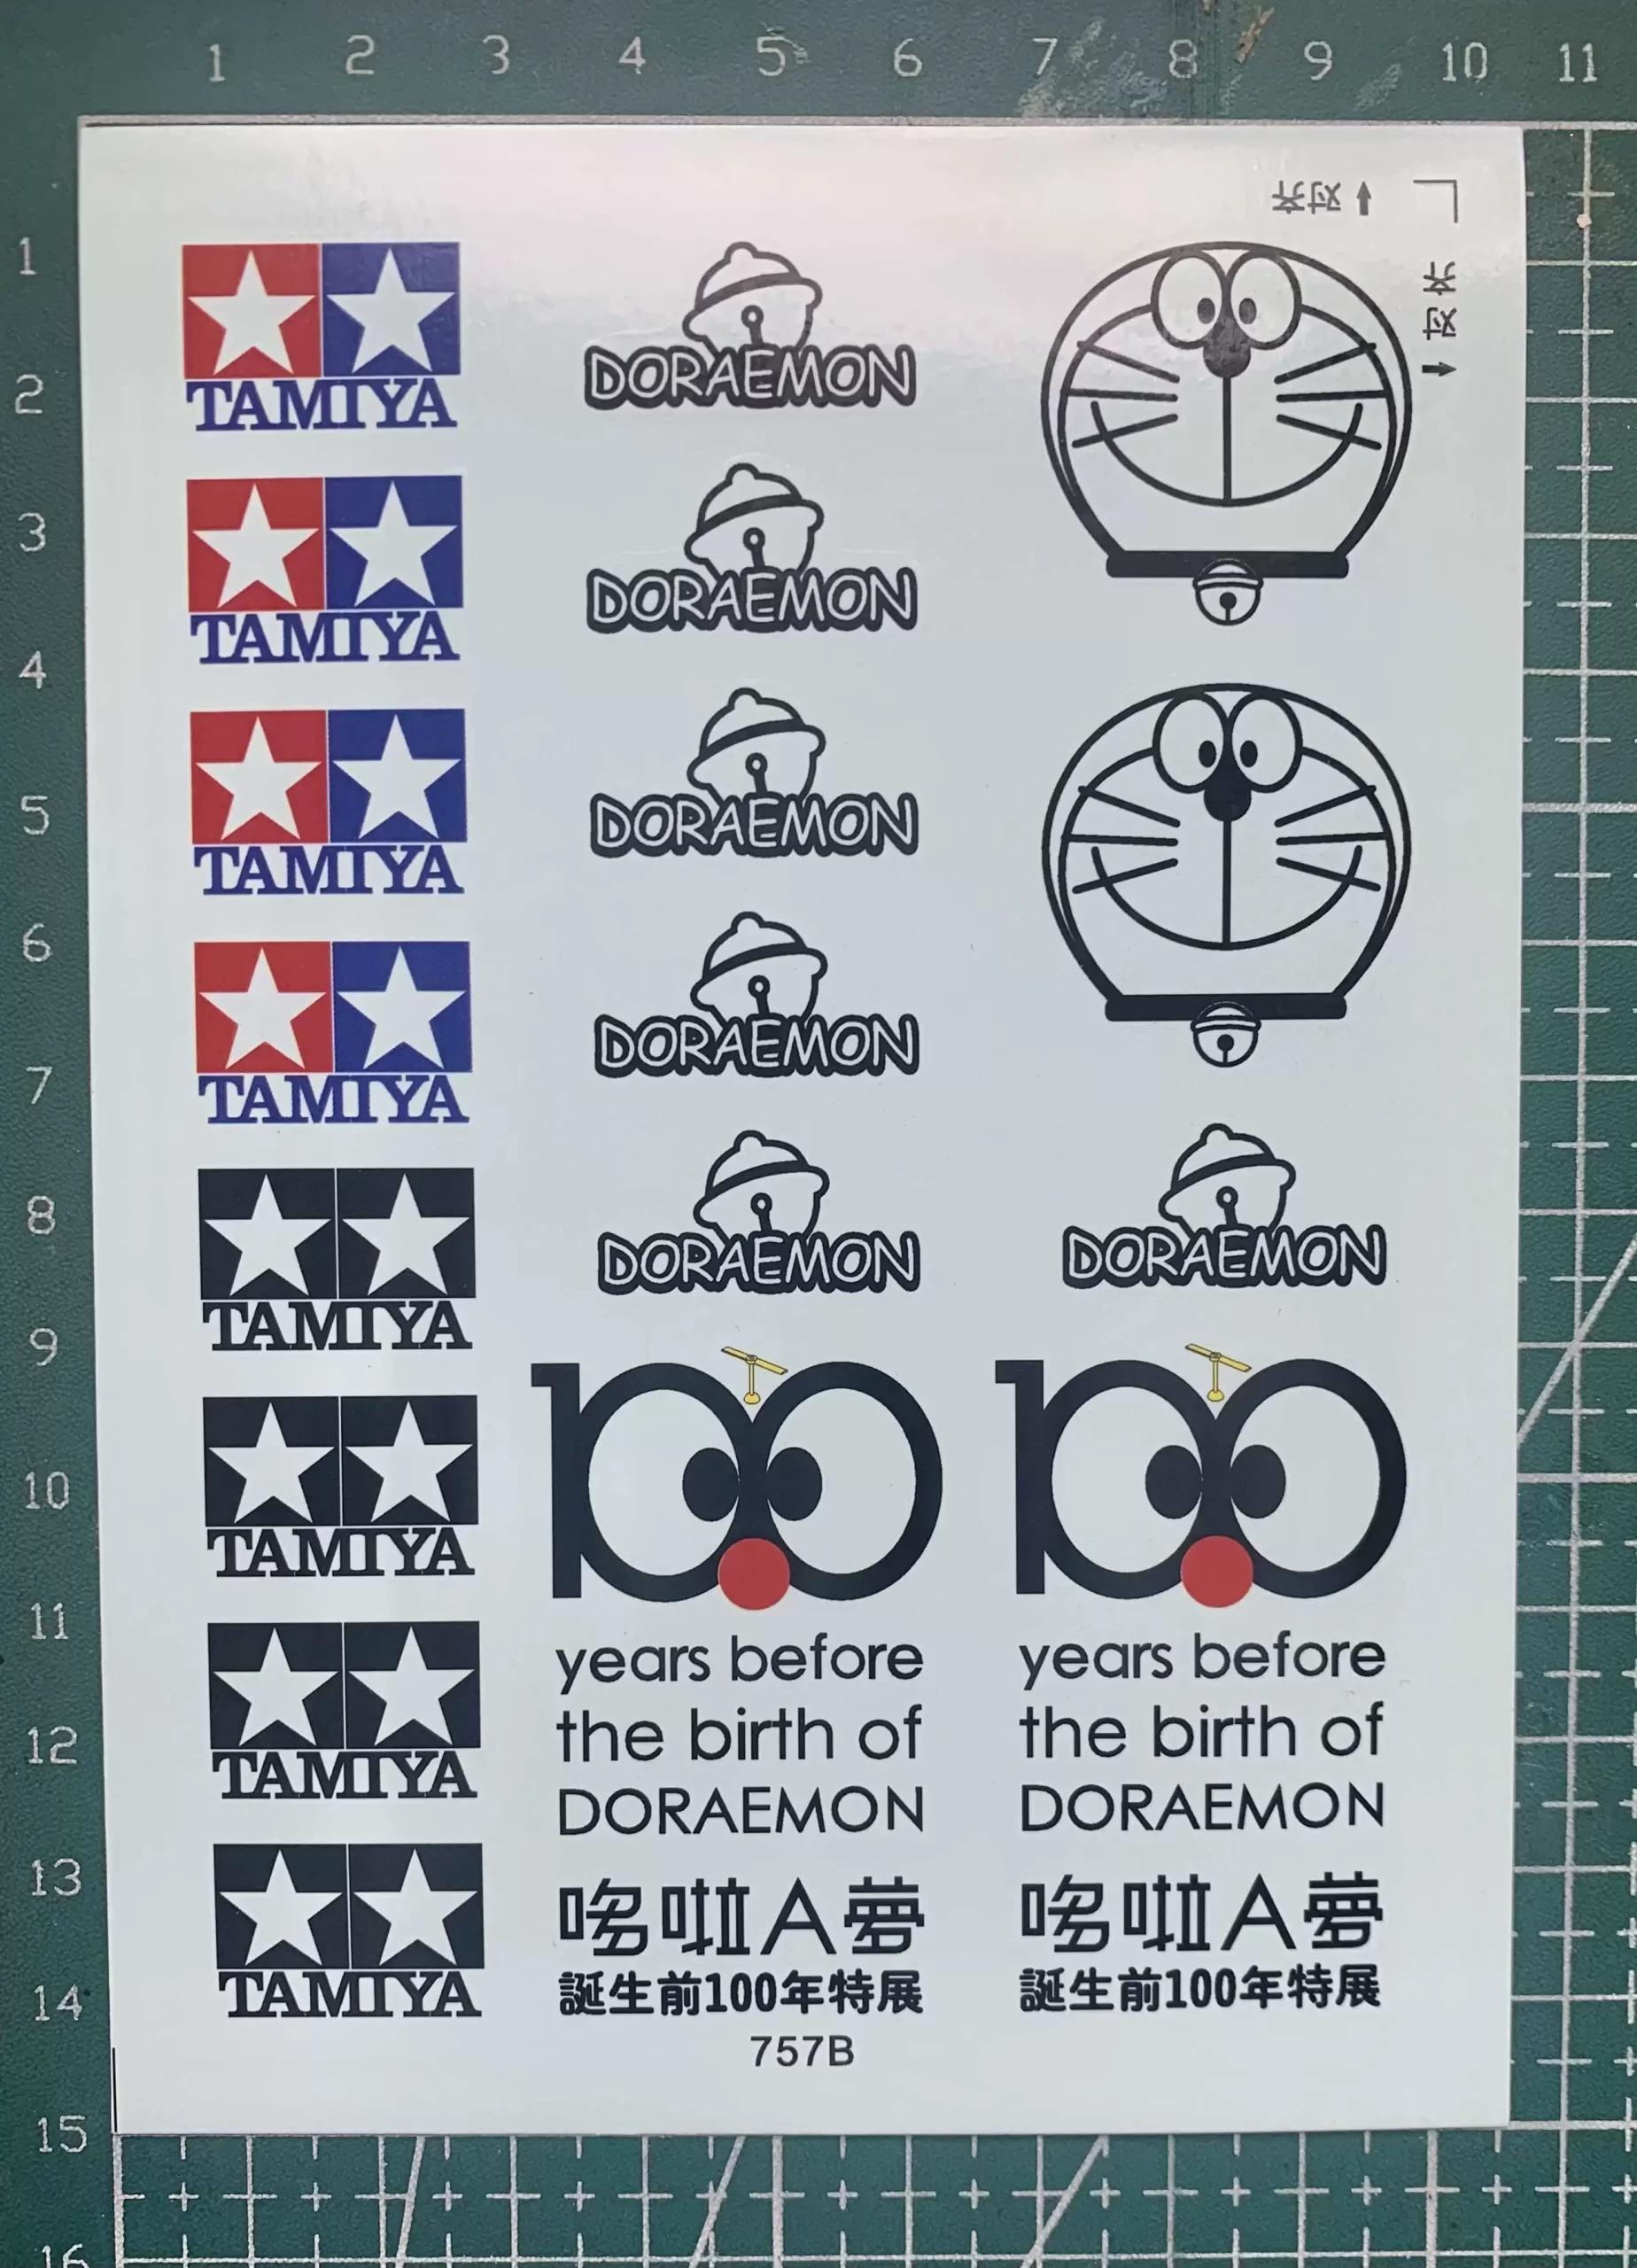 1 2 3 4 5 6 7 8 9 10 11
1
2
3
4
5
6
7
8
9
10
11
12
13
14
15
16
对齐
对齐
TAMIYA
TAMIYA
TAMIYA
TAMIYA
TAMIYA
TAMIYA
TAMIYA
TAMIYA
DORAEMON
DORAEMON
DORAEMON
DORAEMON
DORAEMON
DORAEMON
100
years before
the birth of
DORAEMON
哆啦A夢
誕生前100年特展
100
years before
the birth of
DORAEMON
哆啦A夢
誕生前100年特展
757B